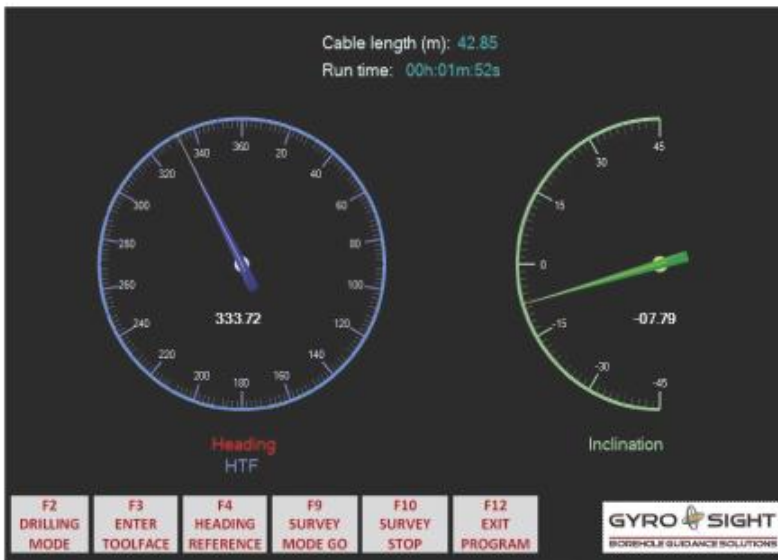 Cable length (m): 42.85
Run time: 00h:01m:52s
360
340
20
320
40
300
60
280
80
260
100
240
120
220
140
200
180
160
333.72
Heading
HTF
45
30
15
0
-15
-30
-45
-07.79
Inclination
F2
DRILLING
MODE
F3
ENTER
TOOLFACE
F4
HEADING
REFERENCE
F9
SURVEY
MODE GO
F10
SURVEY
STOP
F12
EXIT
PROGRAM
GYRO SIGHT
BOREHOLE GUIDANCE SOLUTIONS